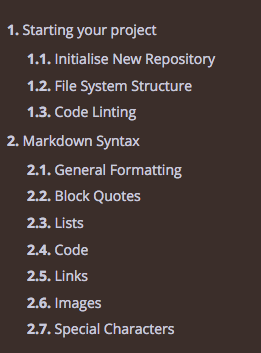 1. Starting your project
1.1. Initialise New Repository
1.2. File System Structure
1.3. Code Linting
2. Markdown Syntax
2.1. General Formatting
2.2. Block Quotes
2.3. Lists
2.4. Code
2.5. Links
2.6. Images
2.7. Special Characters